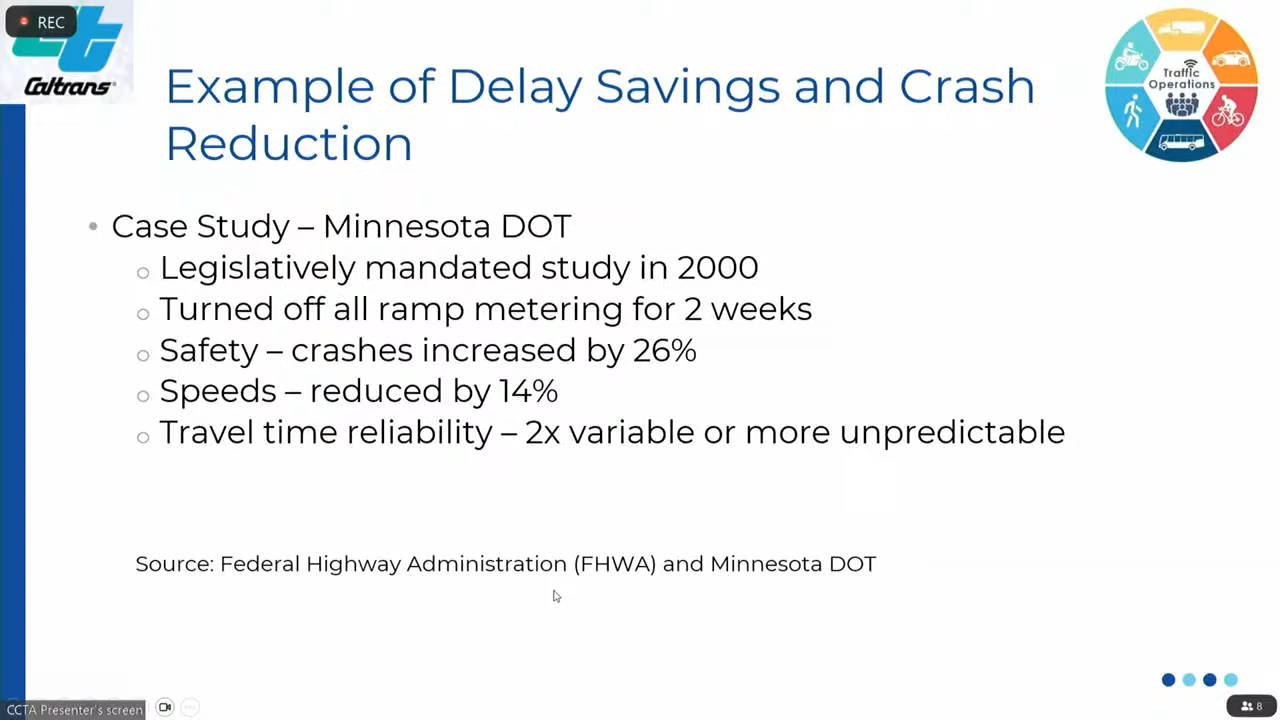 REC
Caltrans®
Example of Delay Savings and Crash
Reduction
Traffic
Operations
• Case Study – Minnesota DOT
o Legislatively mandated study in 2000
o Turned off all ramp metering for 2 weeks
o Safety – crashes increased by 26%
o Speeds – reduced by 14%
o Travel time reliability – 2x variable or more unpredictable
Source: Federal Highway Administration (FHWA) and Minnesota DOT
CCTA Presenter's screen
8